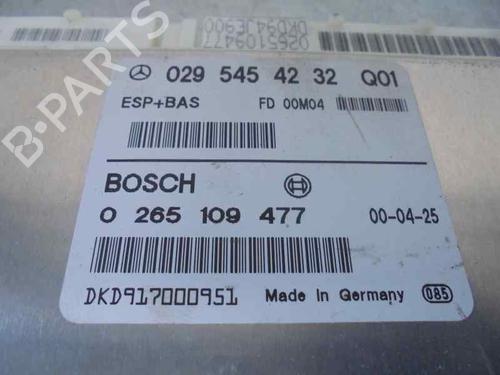 0265109477
029 545 42 32 Q01
ESP+BAS FD 00M04
BOSCH
0 265 109 477 00-04-25
DKD917000951 Made in Germany 085
B-PARTS